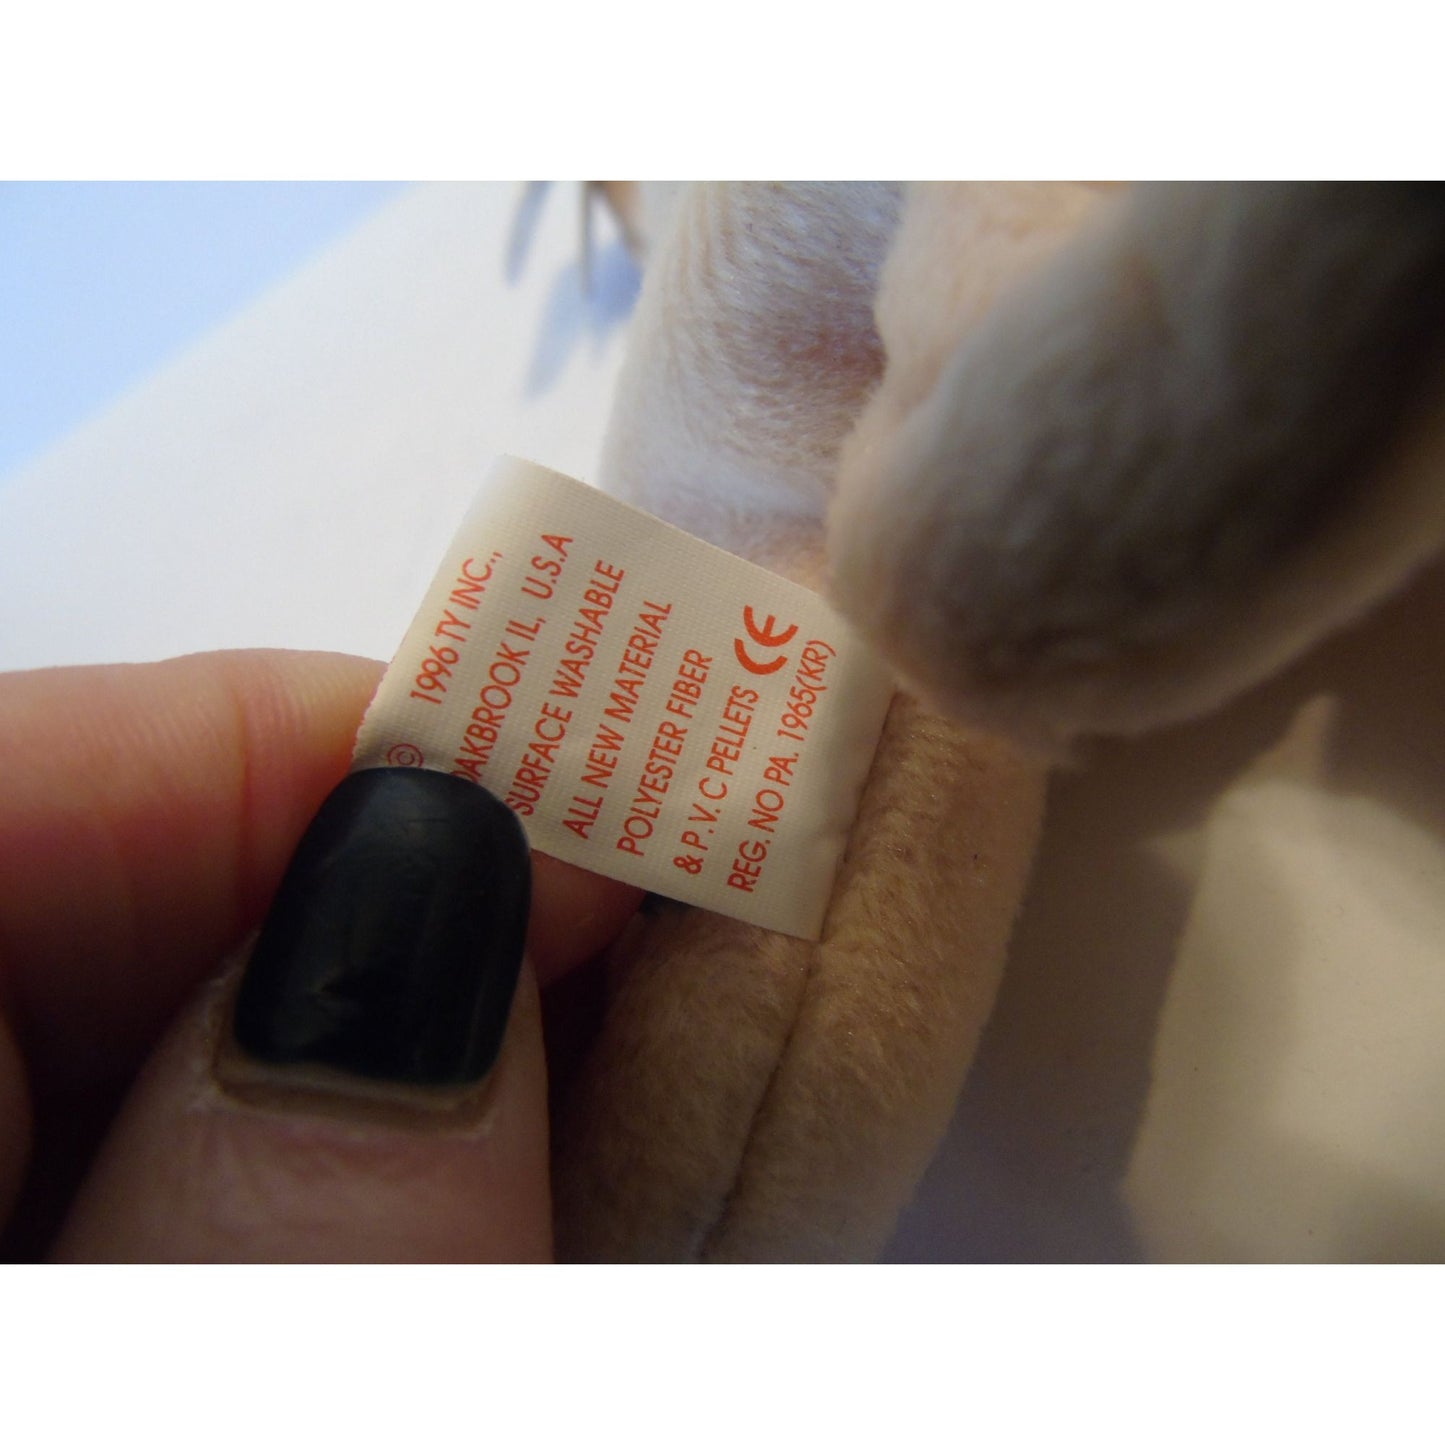 © 1996 TY INC.,
OAKBROOK IL, U.S.A
SURFACE WASHABLE
ALL NEW MATERIAL
POLYESTER FIBER
& P.V. C PELLETS CE
REG. NO PA. 1965(KR)